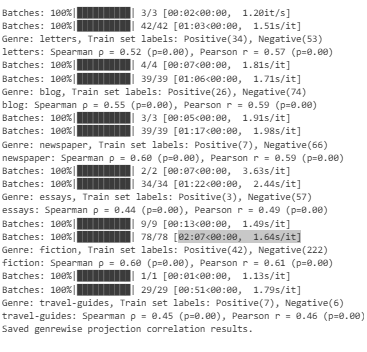 Batches: 100%|██████████| 3/3 [00:02<00:00,  1.20it/s]
Batches: 100%|██████████| 42/42 [01:03<00:00,  1.51s/it]
Genre: letters, Train set labels: Positive(34), Negative(53)
letters: Spearman ρ = 0.52 (p=0.00), Pearson r = 0.57 (p=0.00)
Batches: 100%|██████████| 4/4 [00:07<00:00,  1.81s/it]
Batches: 100%|██████████| 39/39 [01:06<00:00,  1.71s/it]
Genre: blog, Train set labels: Positive(26), Negative(74)
blog: Spearman ρ = 0.55 (p=0.00), Pearson r = 0.59 (p=0.00)
Batches: 100%|██████████| 3/3 [00:05<00:00,  1.91s/it]
Batches: 100%|██████████| 39/39 [01:17<00:00,  1.98s/it]
Genre: newspaper, Train set labels: Positive(7), Negative(66)
newspaper: Spearman ρ = 0.60 (p=0.00), Pearson r = 0.59 (p=0.00)
Batches: 100%|██████████| 2/2 [00:07<00:00,  3.63s/it]
Batches: 100%|██████████| 34/34 [01:22<00:00,  2.44s/it]
Genre: essays, Train set labels: Positive(3), Negative(57)
essays: Spearman ρ = 0.44 (p=0.00), Pearson r = 0.49 (p=0.00)
Batches: 100%|██████████| 9/9 [00:13<00:00,  1.49s/it]
Batches: 100%|██████████| 78/78 [02:07<00:00,  1.64s/it]
Genre: fiction, Train set labels: Positive(42), Negative(222)
fiction: Spearman ρ = 0.60 (p=0.00), Pearson r = 0.61 (p=0.00)
Batches: 100%|██████████| 1/1 [00:01<00:00,  1.13s/it]
Batches: 100%|██████████| 29/29 [00:51<00:00,  1.79s/it]
Genre: travel-guides, Train set labels: Positive(7), Negative(6)
travel-guides: Spearman ρ = 0.45 (p=0.00), Pearson r = 0.46 (p=0.00)
Saved genrewise projection correlation results.